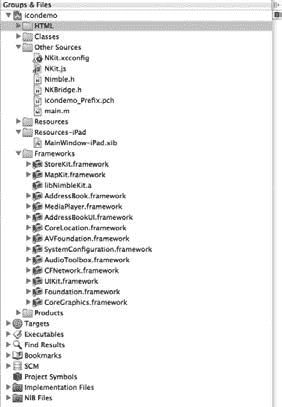 Groups & Files
icondemo
HTML
Classes
Other Sources
NKit.xcconfig
NKit.js
Nimble.h
NKBridge.h
icondemo_Prefix.pch
main.m
Resources
Resources-iPad
MainWindow-iPad.xib
Frameworks
StoreKit.framework
MapKit.framework
libNimbleKit.a
AddressBook.framework
MediaPlayer.framework
AddressBookUI.framework
CoreLocation.framework
AVFoundation.framework
SystemConfiguration.framework
AudioToolbox.framework
CFNetwork.framework
UIKit.framework
Foundation.framework
CoreGraphics.framework
Products
Targets
Executables
Find Results
Bookmarks
SCM
Project Symbols
Implementation Files
NIB Files